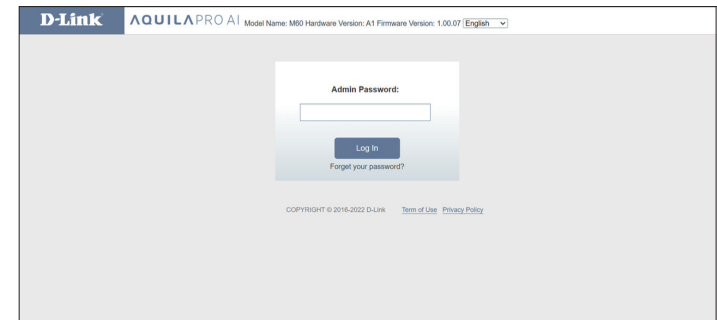 D-Link AQUILA PRO AI Model Name: M60 Hardware Version: A1 Firmware Version: 1.00.07 English
Admin Password:
Log In
Forget your password?
COPYRIGHT © 2016-2022 D-Link Term of Use Privacy Policy